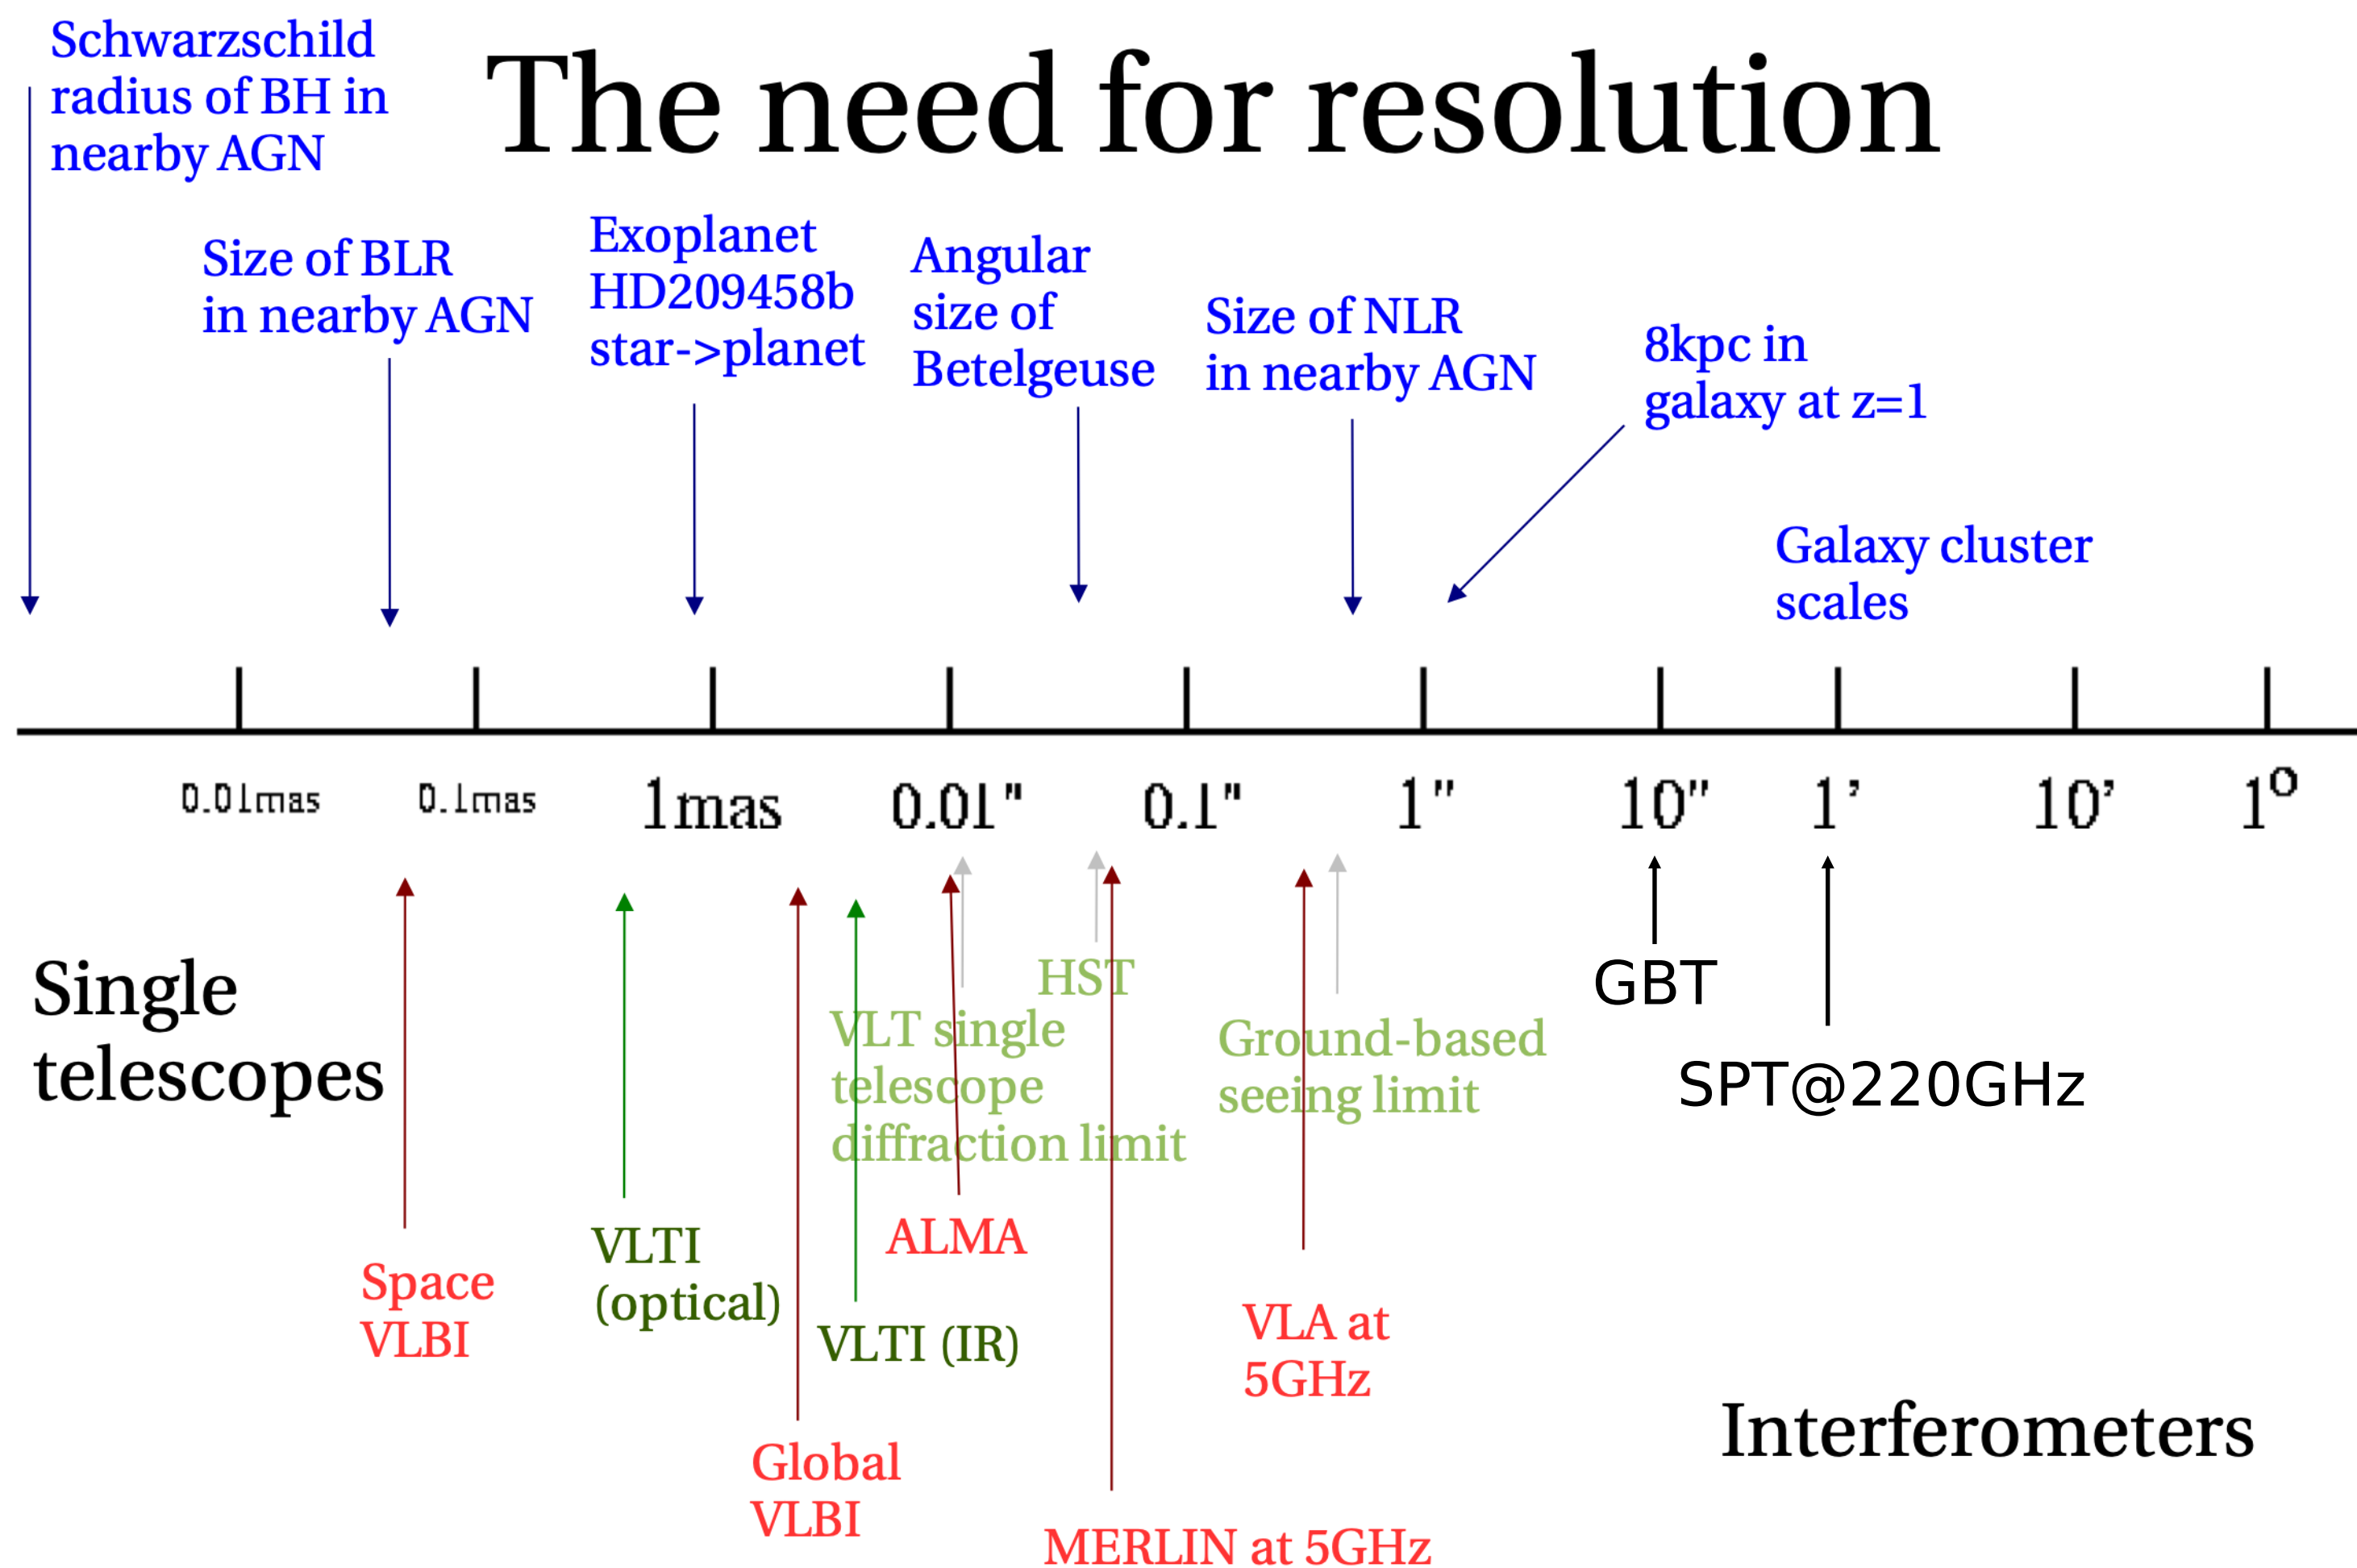 Schwarzschild
radius of BH in
nearby AGN
The need for resolution
Size of BLR
in nearby AGN
Exoplanet
HD209458b
star->planet
Angular
size of
Betelgeuse
Size of NLR
in nearby AGN
8kpc in
galaxy at z=1
Galaxy cluster
scales
0.01mas 0.1mas 1mas 0.01" 0.1" 1" 10" 1' 10' 1°
Single
telescopes
HST
VLT single
telescope
diffraction limit
Ground-based
seeing limit
GBT
SPT@220GHz
Space
VLBI
VLTI
(optical)
ALMA
VLTI (IR)
VLA at
5GHz
Global
VLBI
MERLIN at 5GHz
Interferometers